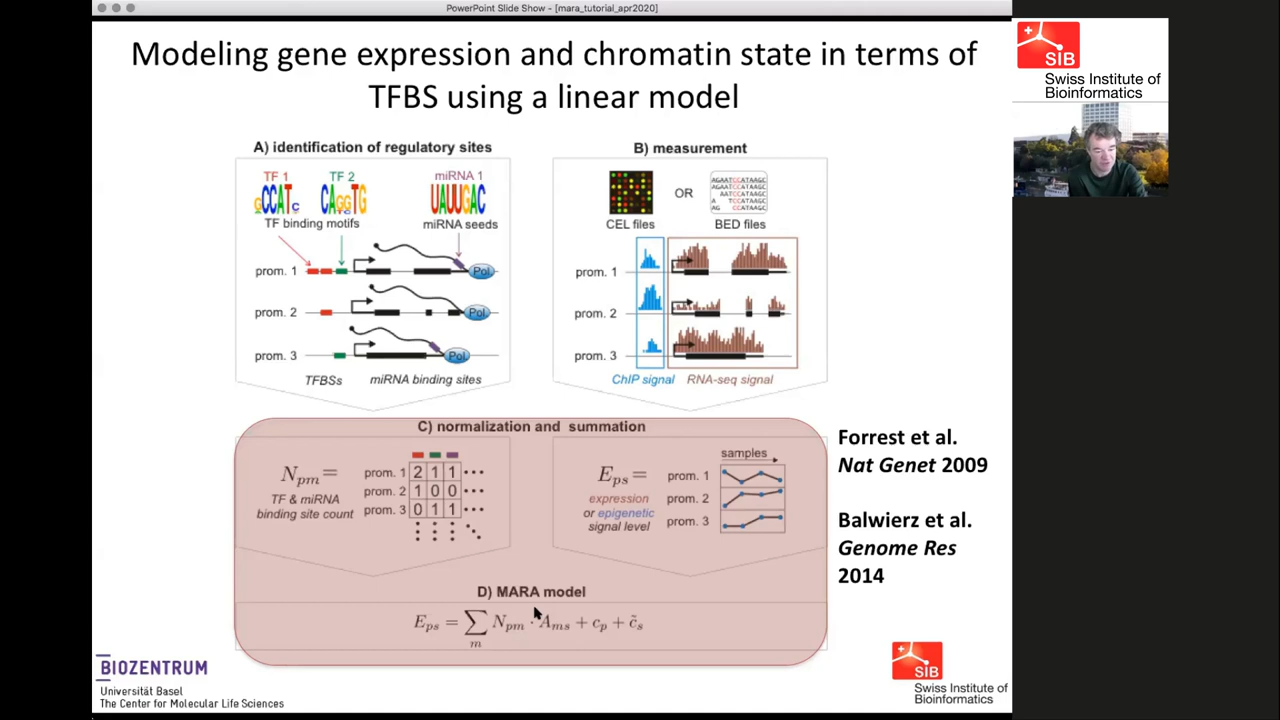 PowerPoint Slide Show - [mara_tutorial_apr2020]
Modeling gene expression and chromatin state in terms of
TFBS using a linear model
SIB
Swiss Institute of
Bioinformatics
A) identification of regulatory sites
TF 1
TF 2
miRNA 1
gCCATc
CAGGTG
UAUUGAC
TF binding motifs
miRNA seeds
prom. 1
Pol.
prom. 2
Pol.
prom. 3
Pol.
TFBSs
miRNA binding sites
B) measurement
OR
AGAATCCATAAGC
AGAATCCATAAGC
AATCCATAAGC
A TCCATAAGC
AG CCATAAGC
CEL files
BED files
prom. 1
prom. 2
prom. 3
ChIP signal
RNA-seq signal
C) normalization and summation
N_pm =
TF & miRNA
binding site count
prom. 1 2 1 1 ⋯
prom. 2 1 0 0 ⋯
prom. 3 0 1 1 ⋯
⋮ ⋮ ⋮ ⋱
E_ps =
expression
or epigenetic
signal level
samples
prom. 1
prom. 2
prom. 3
D) MARA model
E_ps = ∑_m N_pm · A_ms + c_p + c̃_s
Forrest et al.
Nat Genet 2009
Balwierz et al.
Genome Res
2014
BIOZENTRUM
Universität Basel
The Center for Molecular Life Sciences
SIB
Swiss Institute of
Bioinformatics